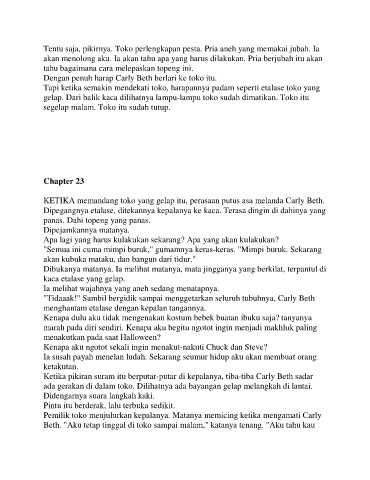 Tentu saja, pikirnya. Toko perlengkapan pesta. Pria aneh yang memakai jubah. Ia
akan menolong aku. Ia akan tahu apa yang harus dilakukan. Pria berjubah itu akan
tahu bagaimana cara melepaskan topeng ini.
Dengan penuh harap Carly Beth berlari ke toko itu.
Tapi ketika semakin mendekati toko, harapannya padam seperti etalase toko yang
gelap. Dari balik kaca dilihatnya lampu-lampu toko sudah dimatikan. Toko itu
segelap malam. Toko itu sudah tutup.
Chapter 23
KETIKA memandang toko yang gelap itu, perasaan putus asa melanda Carly Beth.
Dipegangnya etalase, ditekannya kepalanya ke kaca. Terasa dingin di dahinya yang
panas. Dahi topeng yang panas.
Dipejamkannya matanya.
Apa lagi yang harus kulakukan sekarang? Apa yang akan kulakukan?
"Semua ini cuma mimpi buruk," gumamnya keras-keras. "Mimpi buruk. Sekarang
akan kubuka mataku, dan bangun dari tidur."
Dibukanya matanya. Ia melihat matanya, mata jingganya yang berkilat, terpantul di
kaca etalase yang gelap.
Ia melihat wajahnya yang aneh sedang menatapnya.
"Tidaaak!" Sambil bergidik sampai menggetarkan seluruh tubuhnya, Carly Beth
menghantam etalase dengan kepalan tangannya.
Kenapa dulu aku tidak mengenakan kostum bebek buatan ibuku saja? tanyanya
marah pada diri sendiri. Kenapa aku begitu ngotot ingin menjadi makhluk paling
menakutkan pada saat Halloween?
Kenapa aku ngotot sekali ingin menakut-nakuti Chuck dan Steve?
Ia susah payah menelan ludah. Sekarang seumur hidup aku akan membuat orang
ketakutan.
Ketika pikiran suram itu berputar-putar di kepalanya, tiba-tiba Carly Beth sadar
ada gerakan di dalam toko. Dilihatnya ada bayangan gelap melangkah di lantai.
Didengarnya suara langkah kaki.
Pintu itu berderak, lalu terbuka sedikit.
Pemilik toko menjulurkan kepalanya. Matanya memicing ketika mengamati Carly
Beth. "Aku tetap tinggal di toko sampai malam," katanya tenang. "Aku tahu kau